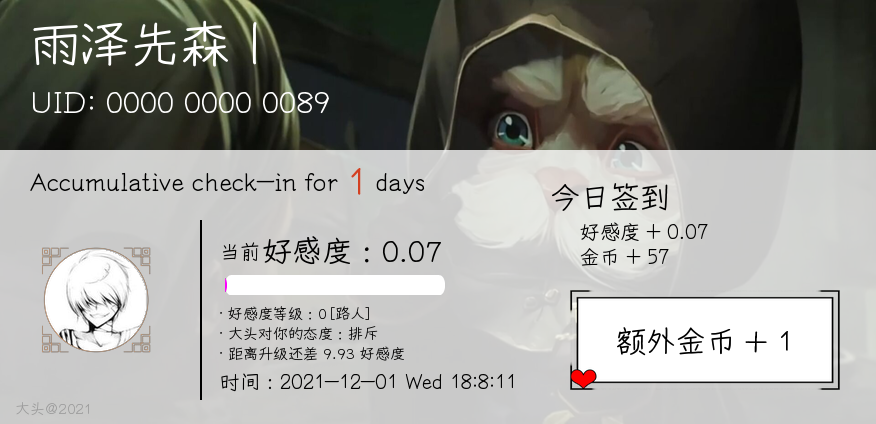 雨泽先森丨
UID: 0000 0000 0089
Accumulative check-in for 1 days
当前好感度：0.07
· 好感度等级：0[路人]
· 大头对你的态度：排斥
· 距离升级还差 9.93 好感度
时间：2021-12-01 Wed 18:8:11
今日签到
好感度 + 0.07
金币 + 57
额外金币 + 1
大头@2021